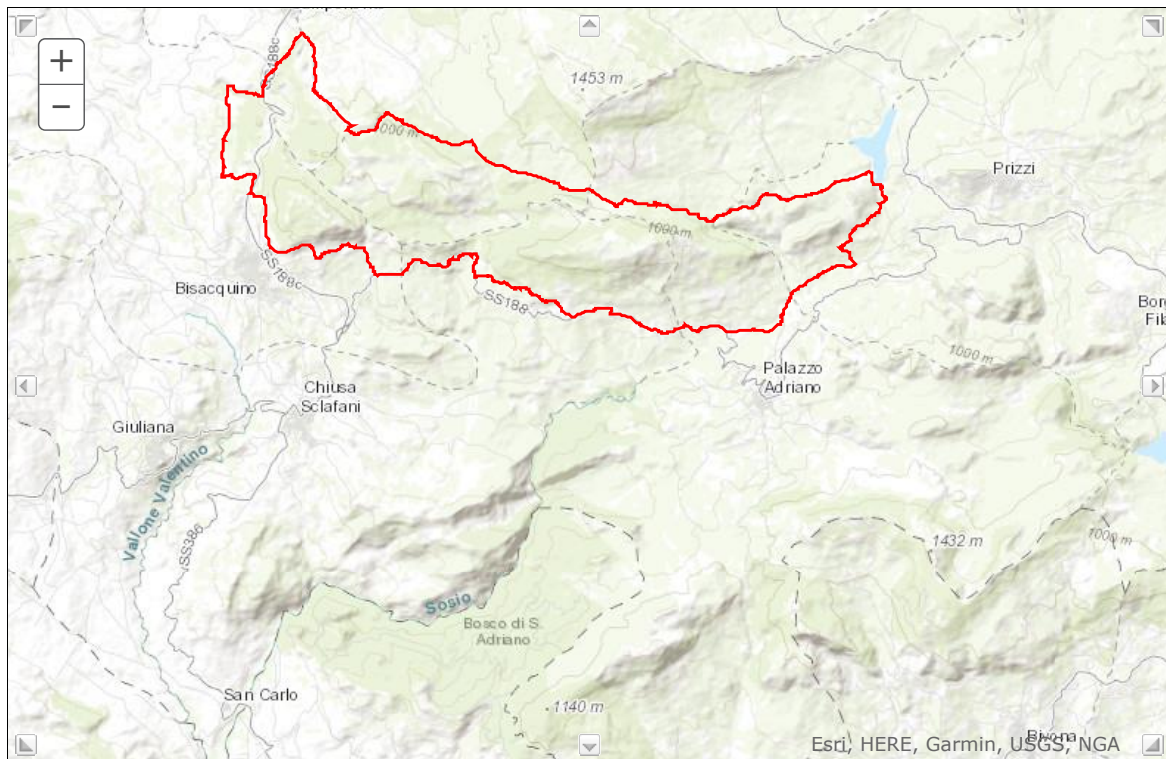 SS188c
1453 m
+
−
1000 m
Prizzi
1000 m
SS188c
Bisacquino
SS188
1000 m
Palazzo
Adriano
Chiusa
Sclafani
Giuliana
Vallone Valentino
SS386
1432 m
1000 m
Sosio
Bosco di S.
Adriano
San Carlo
1140 m
Bivona
Esri, HERE, Garmin, USGS, NGA